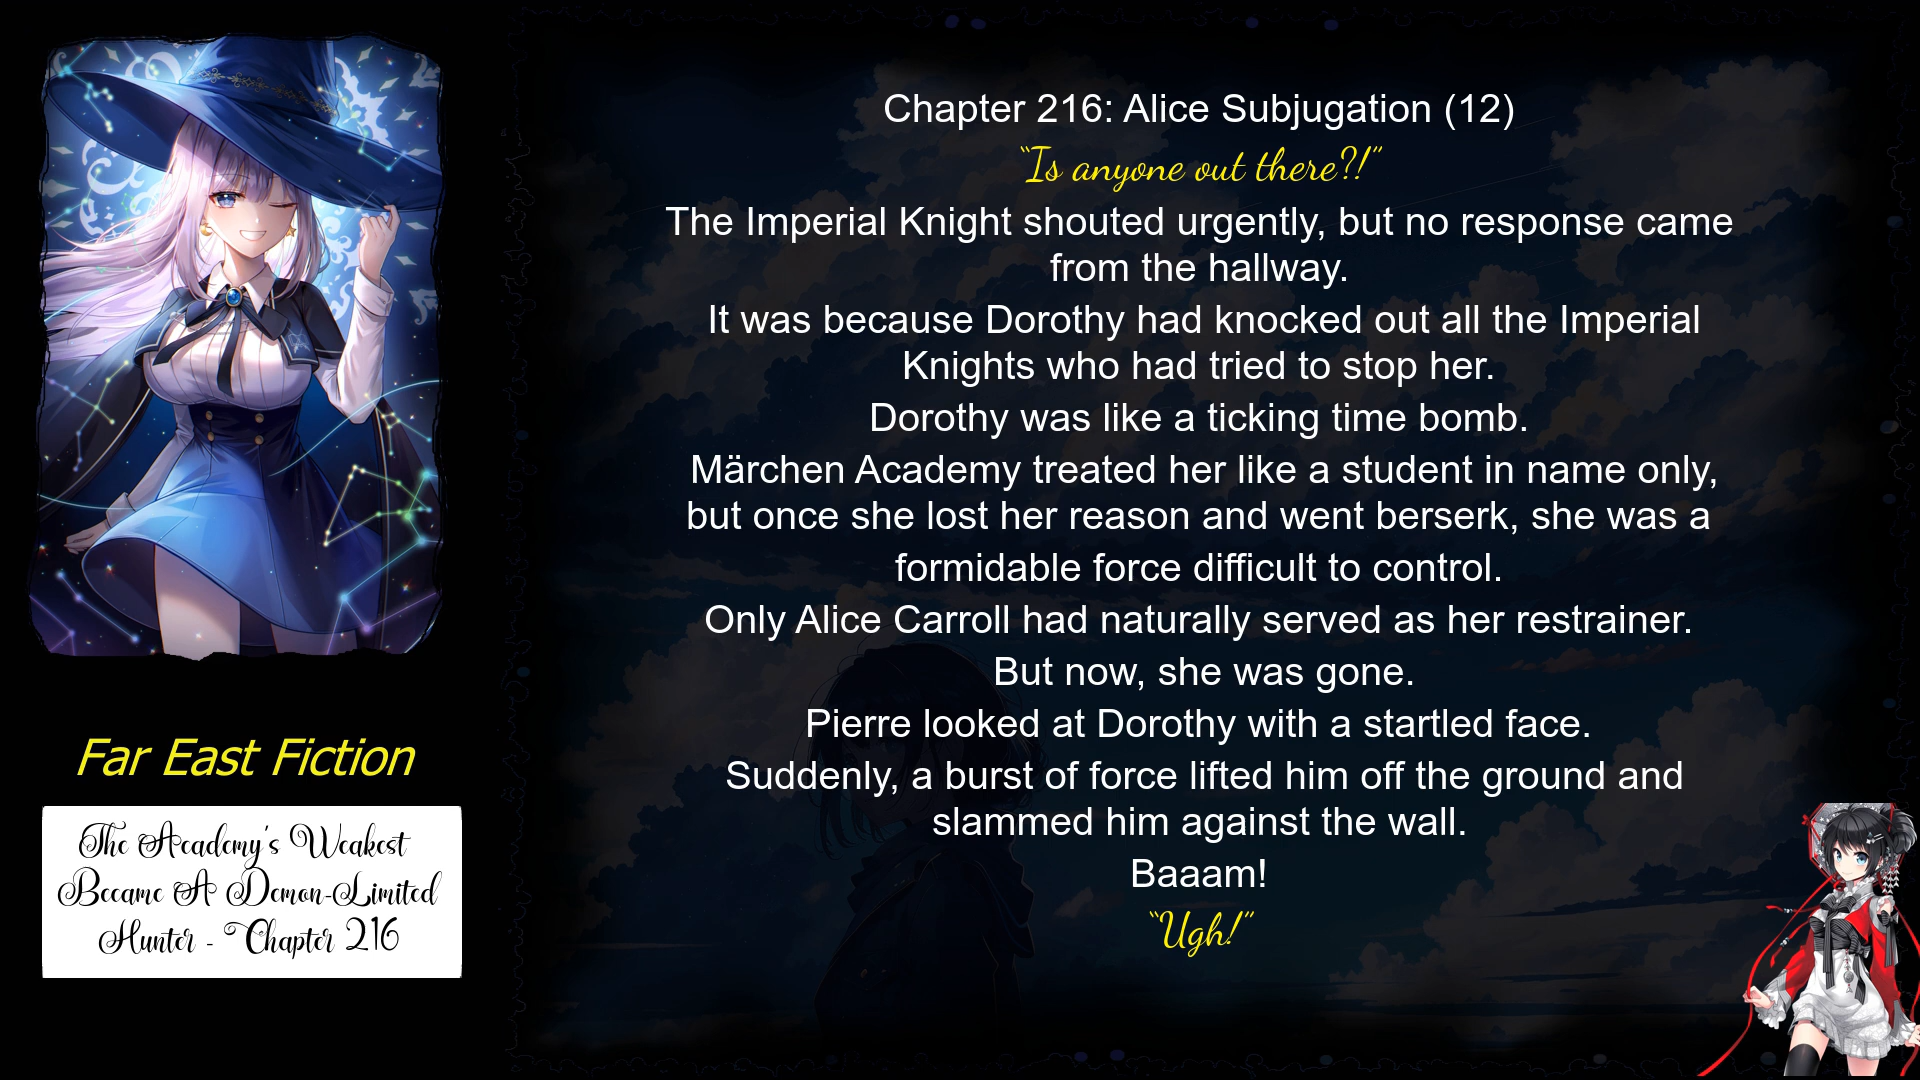 Chapter 216: Alice Subjugation (12)
“Is anyone out there?!”
The Imperial Knight shouted urgently, but no response came
from the hallway.
It was because Dorothy had knocked out all the Imperial
Knights who had tried to stop her.
Dorothy was like a ticking time bomb.
Märchen Academy treated her like a student in name only,
but once she lost her reason and went berserk, she was a
formidable force difficult to control.
Only Alice Carroll had naturally served as her restrainer.
But now, she was gone.
Pierre looked at Dorothy with a startled face.
Suddenly, a burst of force lifted him off the ground and
slammed him against the wall.
Baaam!
“Ugh!”
Far East Fiction
The Academy's Weakest
Became A Demon-Limited
Hunter - Chapter 216